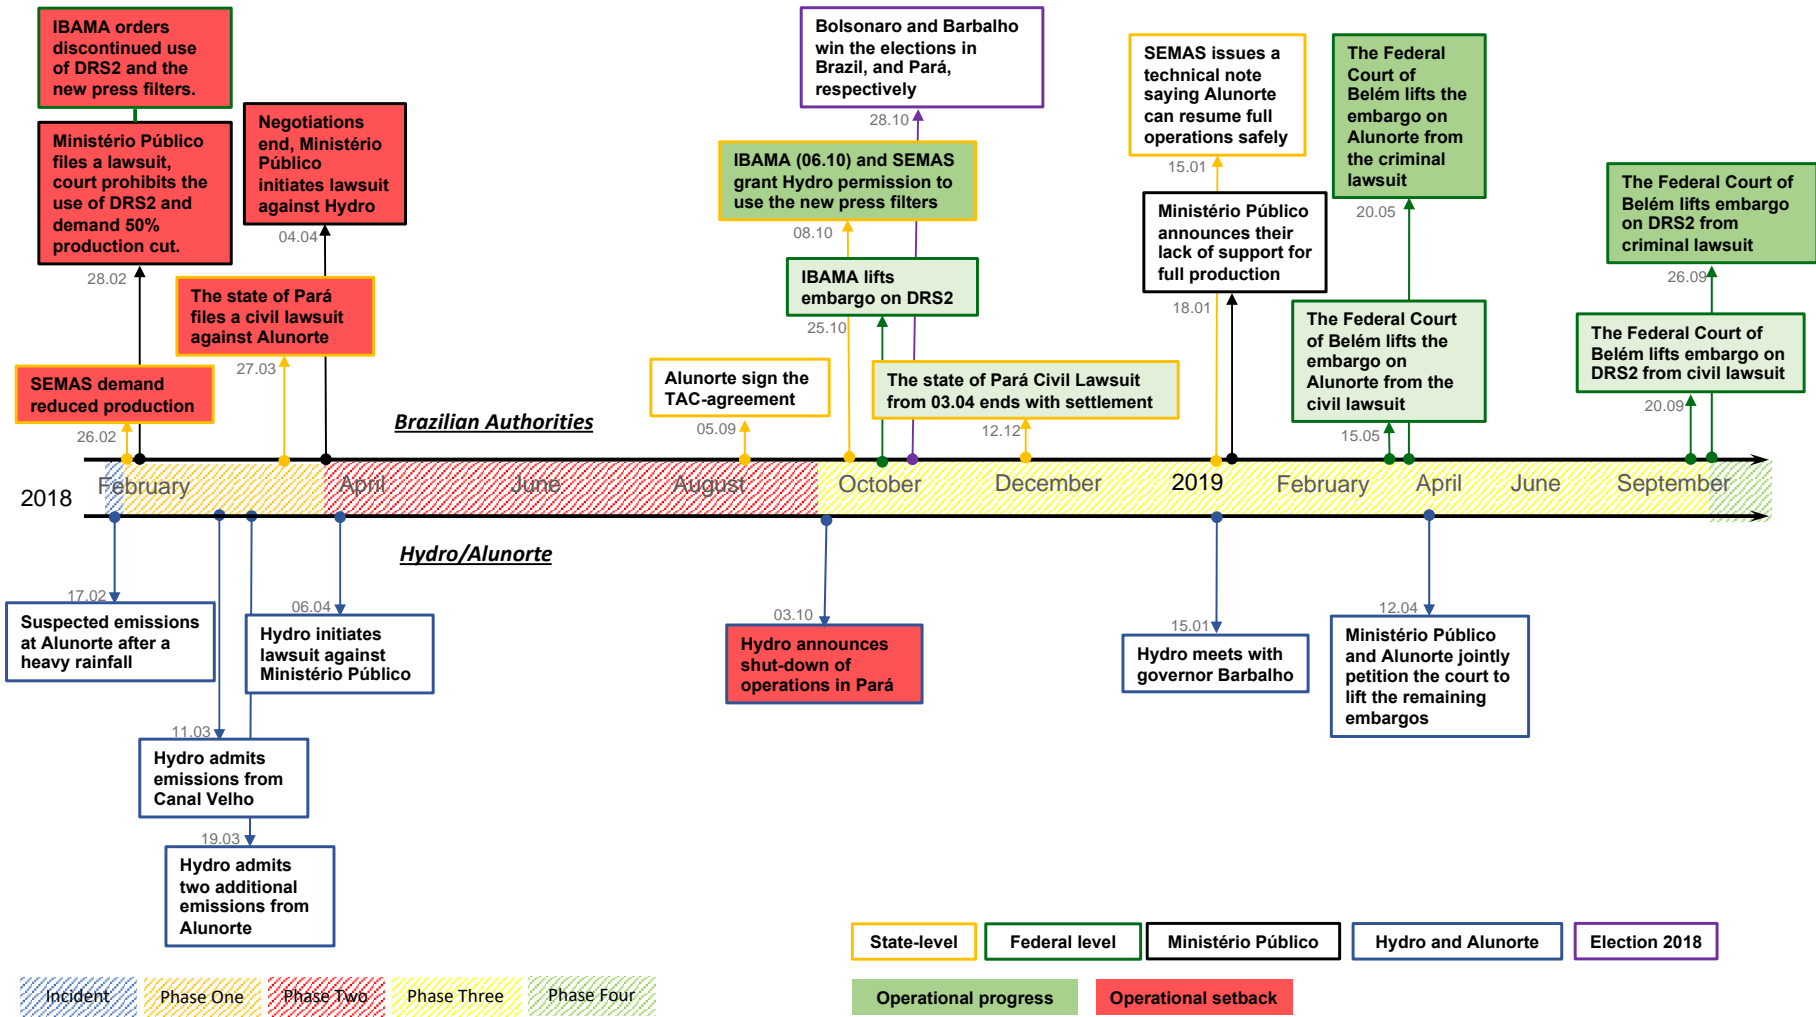 IBAMA orders
discontinued use
of DRS2 and the
new press filters.
Ministério Público
files a lawsuit,
court prohibits the
use of DRS2 and
demand 50%
production cut.
28.02
Negotiations
end, Ministério
Público
initiates lawsuit
against Hydro
04.04
The state of Pará
files a civil lawsuit
against Alunorte
27.03
SEMAS demand
reduced production
26.02
Brazilian Authorities
Alunorte sign the
TAC-agreement
05.09
Bolsonaro and Barbalho
win the elections in
Brazil, and Pará,
respectively
28.10
IBAMA (06.10) and SEMAS
grant Hydro permission to
use the new press filters
08.10
IBAMA lifts
embargo on DRS2
25.10
The state of Pará Civil Lawsuit
from 03.04 ends with settlement
12.12
SEMAS issues a
technical note
saying Alunorte
can resume full
operations safely
15.01
Ministério Público
announces their
lack of support for
full production
18.01
The Federal
Court of
Belém lifts the
embargo on
Alunorte from
the criminal
lawsuit
20.05
The Federal Court
of Belém lifts the
embargo on
Alunorte from the
civil lawsuit
15.05
The Federal Court of
Belém lifts embargo
on DRS2 from
criminal lawsuit
26.09
The Federal Court of
Belém lifts embargo on
DRS2 from civil lawsuit
20.09
2018 February April June August October December 2019 February April June September
Hydro/Alunorte
17.02
Suspected emissions
at Alunorte after a
heavy rainfall
11.03
Hydro admits
emissions from
Canal Velho
19.03
Hydro admits
two additional
emissions from
Alunorte
06.04
Hydro initiates
lawsuit against
Ministério Público
03.10
Hydro announces
shut-down of
operations in Pará
15.01
Hydro meets with
governor Barbalho
12.04
Ministério Público
and Alunorte jointly
petition the court to
lift the remaining
embargos
State-level Federal level Ministério Público Hydro and Alunorte Election 2018
Incident Phase One Phase Two Phase Three Phase Four
Operational progress Operational setback